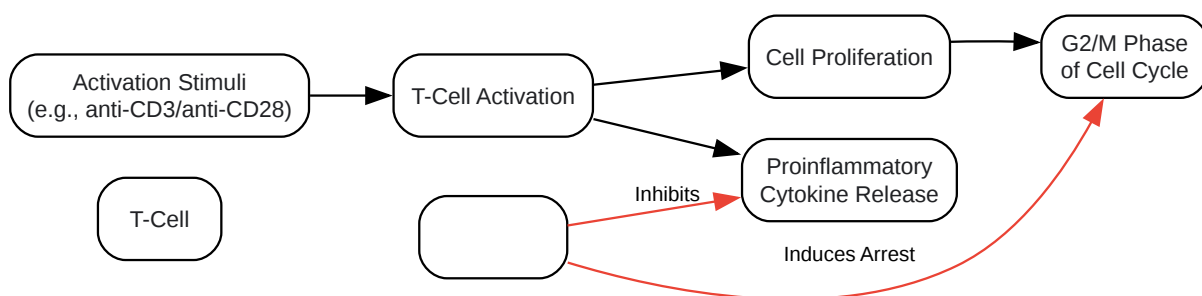 Activation Stimuli
(e.g., anti-CD3/anti-CD28)
T-Cell Activation
Cell Proliferation
G2/M Phase
of Cell Cycle
Proinflammatory
Cytokine Release
T-Cell
Inhibits
Induces Arrest